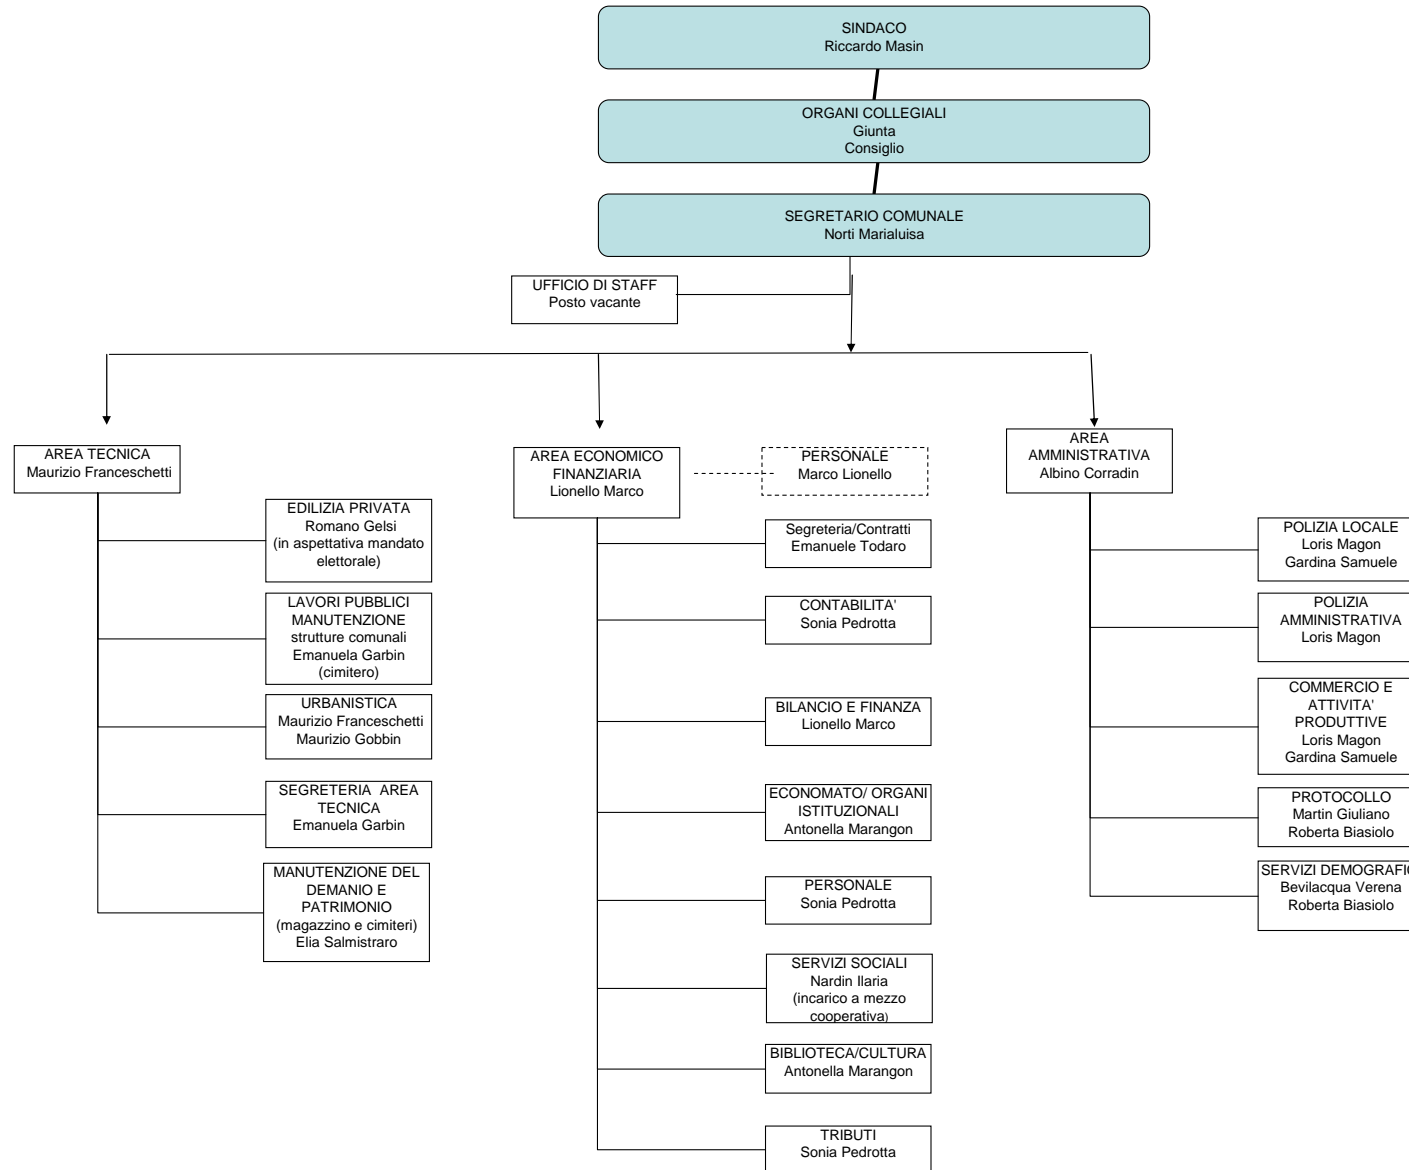 SINDACO
Riccardo Masin
ORGANI COLLEGIALI
Giunta
Consiglio
SEGRETARIO COMUNALE
Norti Marialuisa
UFFICIO DI STAFF
Posto vacante
AREA TECNICA
Maurizio Franceschetti
EDILIZIA PRIVATA
Romano Gelsi
(in aspettativa mandato
elettorale)
LAVORI PUBBLICI
MANUTENZIONE
strutture comunali
Emanuela Garbin
(cimitero)
URBANISTICA
Maurizio Franceschetti
Maurizio Gobbin
SEGRETERIA AREA
TECNICA
Emanuela Garbin
MANUTENZIONE DEL
DEMANIO E
PATRIMONIO
(magazzino e cimiteri)
Elia Salmistraro
AREA ECONOMICO
FINANZIARIA
Lionello Marco
PERSONALE
Marco Lionello
Segreteria/Contratti
Emanuele Todaro
CONTABILITA'
Sonia Pedrotta
BILANCIO E FINANZA
Lionello Marco
ECONOMATO/ ORGANI
ISTITUZIONALI
Antonella Marangon
PERSONALE
Sonia Pedrotta
SERVIZI SOCIALI
Nardin Ilaria
(incarico a mezzo
cooperativa)
BIBLIOTECA/CULTURA
Antonella Marangon
TRIBUTI
Sonia Pedrotta
AREA
AMMINISTRATIVA
Albino Corradin
POLIZIA LOCALE
Loris Magon
Gardina Samuele
POLIZIA
AMMINISTRATIVA
Loris Magon
COMMERCIO E
ATTIVITA'
PRODUTTIVE
Loris Magon
Gardina Samuele
PROTOCOLLO
Martin Giuliano
Roberta Biasiolo
SERVIZI DEMOGRAFIC
Bevilacqua Verena
Roberta Biasiolo